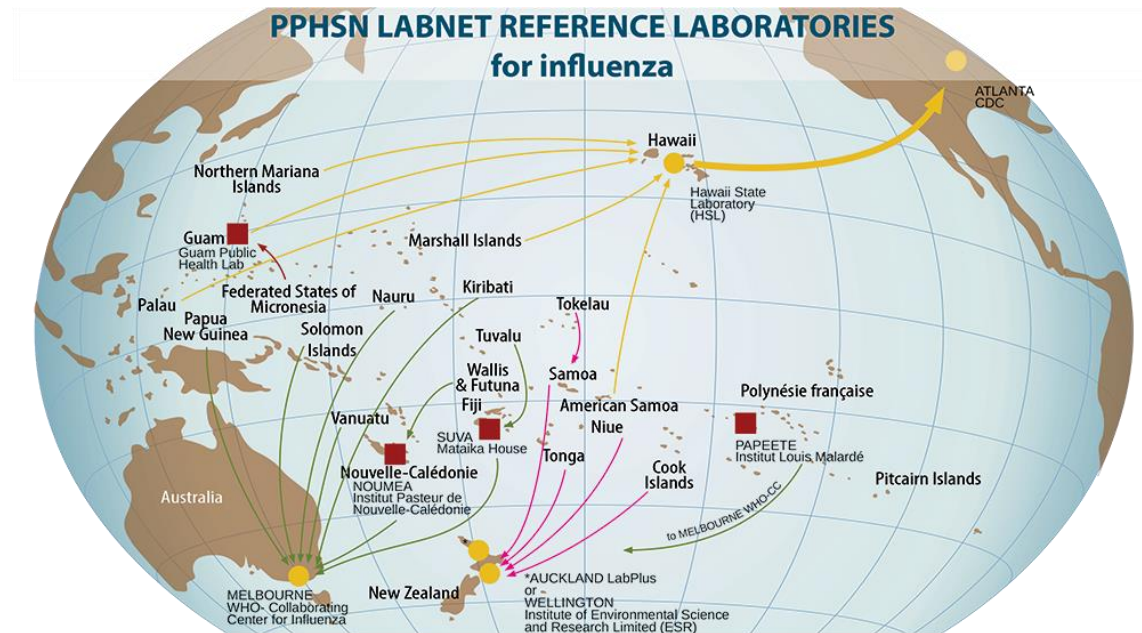 PPHSN LABNET REFERENCE LABORATORIES
for influenza
ATLANTA
CDC
Hawaii
Hawaii State
Laboratory
(HSL)
Northern Mariana
Islands
Guam
Guam Public
Health Lab
Marshall Islands
Palau
Federated States of
Micronesia
Nauru
Kiribati
Tokelau
Papua
New Guinea
Solomon
Islands
Tuvalu
Wallis
& Futuna
Samoa
Fiji
SUVA
Mataika House
American Samoa
Niue
Polynésie française
PAPEETE
Institut Louis Malardé
Vanuatu
Nouvelle-Calédonie
NOUMEA
Institut Pasteur de
Nouvelle-Calédonie
Tonga
Cook
Islands
Pitcairn Islands
Australia
to MELBOURNE WHO-CC
MELBOURNE
WHO- Collaborating
Center for Influenza
New Zealand
*AUCKLAND LabPlus
or
WELLINGTON
Institute of Environmental Science
and Research Limited (ESR)